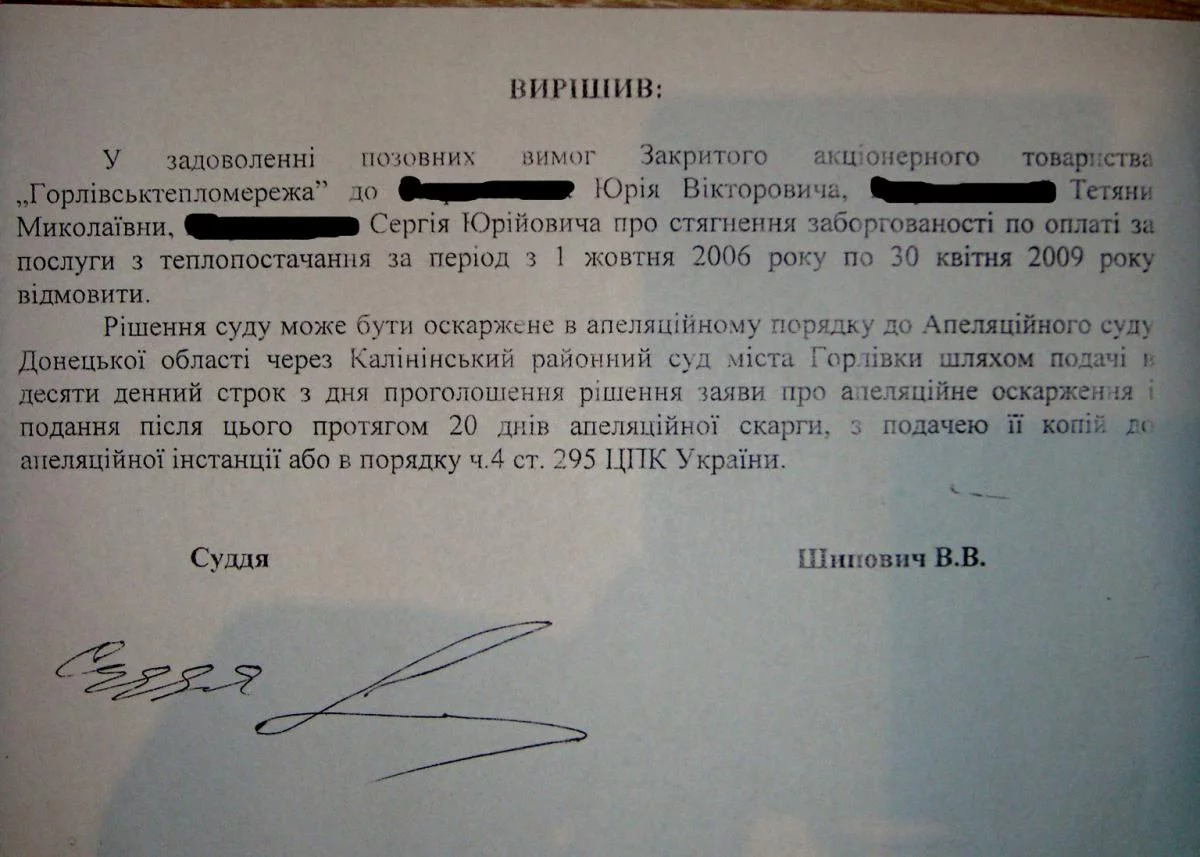 ВИРІШИВ:
У задоволенні позовних вимог Закритого акціонерного товариства
„Горлівськтепломережа” до Юрія Вікторовича, Тетяни
Миколаївни, Сергія Юрійовича про стягнення заборгованості по оплаті за
послуги з теплопостачання за період з 1 жовтня 2006 року по 30 квітня 2009 року
відмовити.
Рішення суду може бути оскаржене в апеляційному порядку до Апеляційного суду
Донецької області через Калінінський районний суд міста Горлівки шляхом подачі в
десяти денний строк з дня проголошення рішення заяви про апеляційне оскарження і
подання після цього протягом 20 днів апеляційної скарги, з подачею її копій до
апеляційної інстанції або в порядку ч.4 ст. 295 ЦПК України.
Суддя Шипович В.В.
Суддя